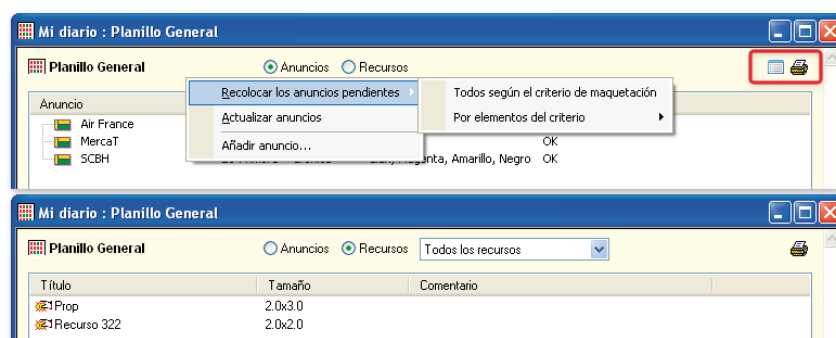 Mi diario : Planillo General
Planillo General Anuncios Recursos
Recolocar los anuncios pendientes Todos según el criterio de maquetación
Anuncio
Actualizar anuncios Por elementos del criterio
Air France
Añadir anuncio...
MercaT OK
SCBH Magenta, Amarillo, Negro OK
Mi diario : Planillo General
Planillo General Anuncios Recursos Todos los recursos
Título Tamaño Comentario
Prop 2.0x3.0
Recurso 322 2.0x2.0